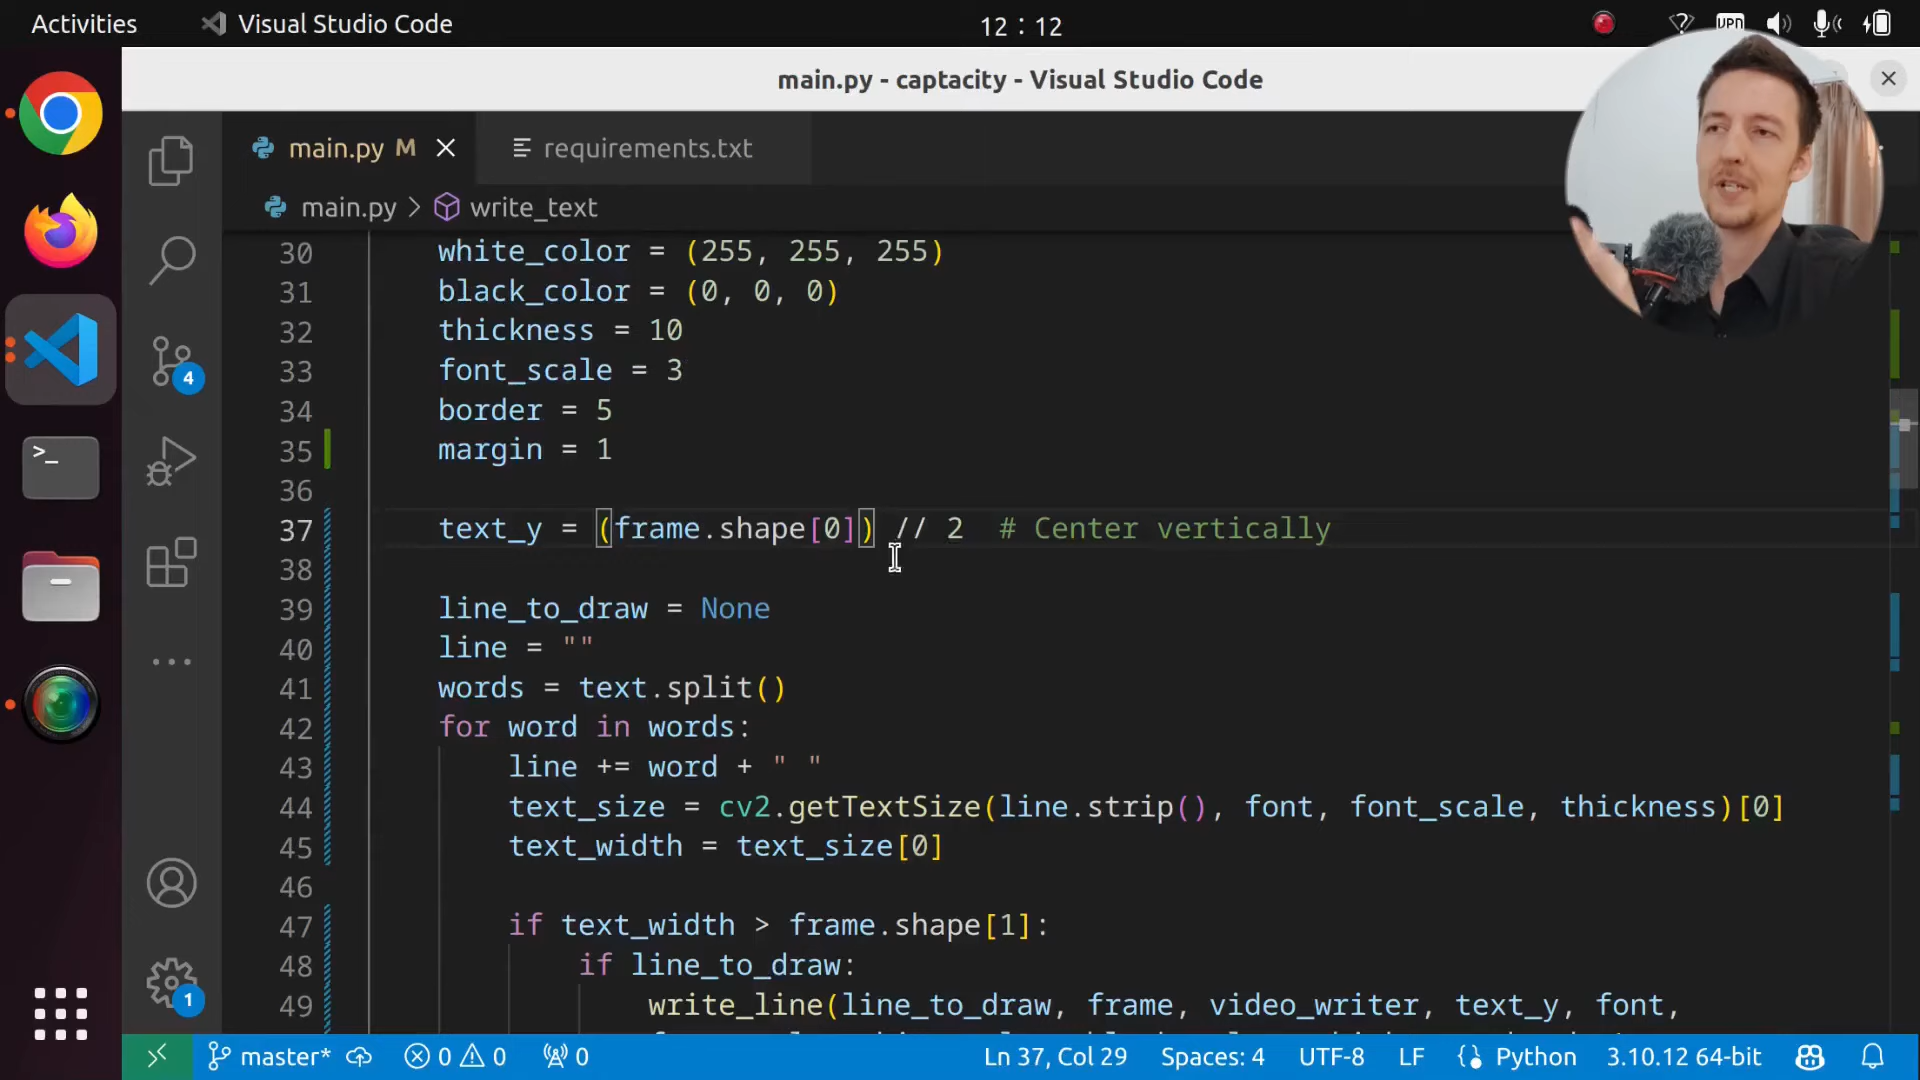 Activities
Visual Studio Code
12 : 12
VPN
main.py - captacity - Visual Studio Code
main.py M
requirements.txt
main.py > write_text
30 white_color = (255, 255, 255)
31 black_color = (0, 0, 0)
32 thickness = 10
33 font_scale = 3
34 border = 5
35 margin = 1
36
37 text_y = (frame.shape[0]) // 2  # Center vertically
38
39 line_to_draw = None
40 line = ""
41 words = text.split()
42 for word in words:
43 line += word + " "
44 text_size = cv2.getTextSize(line.strip(), font, font_scale, thickness)[0]
45 text_width = text_size[0]
46
47 if text_width > frame.shape[1]:
48 if line_to_draw:
49 write_line(line_to_draw, frame, video_writer, text_y, font,
4
1
>_
master*
0
0
0
Ln 37, Col 29
Spaces: 4
UTF-8
LF
Python
3.10.12 64-bit